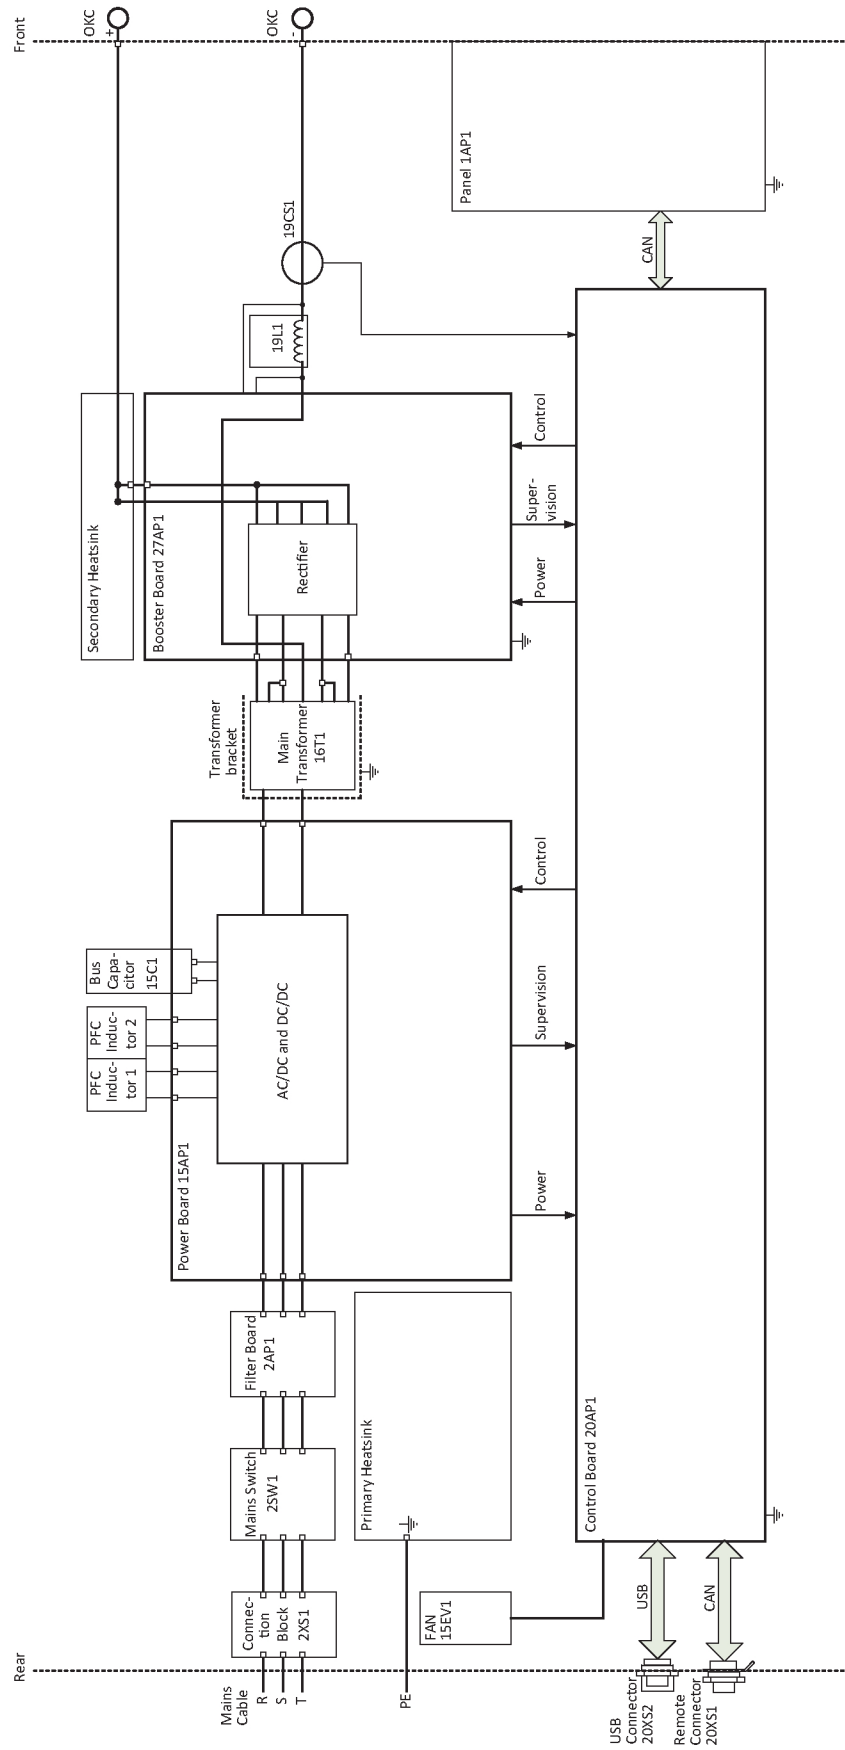 Front
OKC
+
OKC
-
Panel 1AP1
19CS1
CAN
19L1
Secondary Heatsink
Booster Board 27AP1
Rectifier
Control
Super-
vision
Power
Transformer
bracket
Main
Transformer
16T1
Bus
Capa-
citor
15C1
PFC
Induc-
tor 2
PFC
Induc-
tor 1
AC/DC and DC/DC
Power Board 15AP1
Control
Supervision
Power
Filter Board
2AP1
Mains Switch
2SW1
Primary Heatsink
Control Board 20AP1
Connec-
tion
Block
2XS1
FAN
15EV1
USB
CAN
Rear
Mains
Cable
R
S
T
PE
USB
Connector
20XS2
Remote
Connector
20XS1